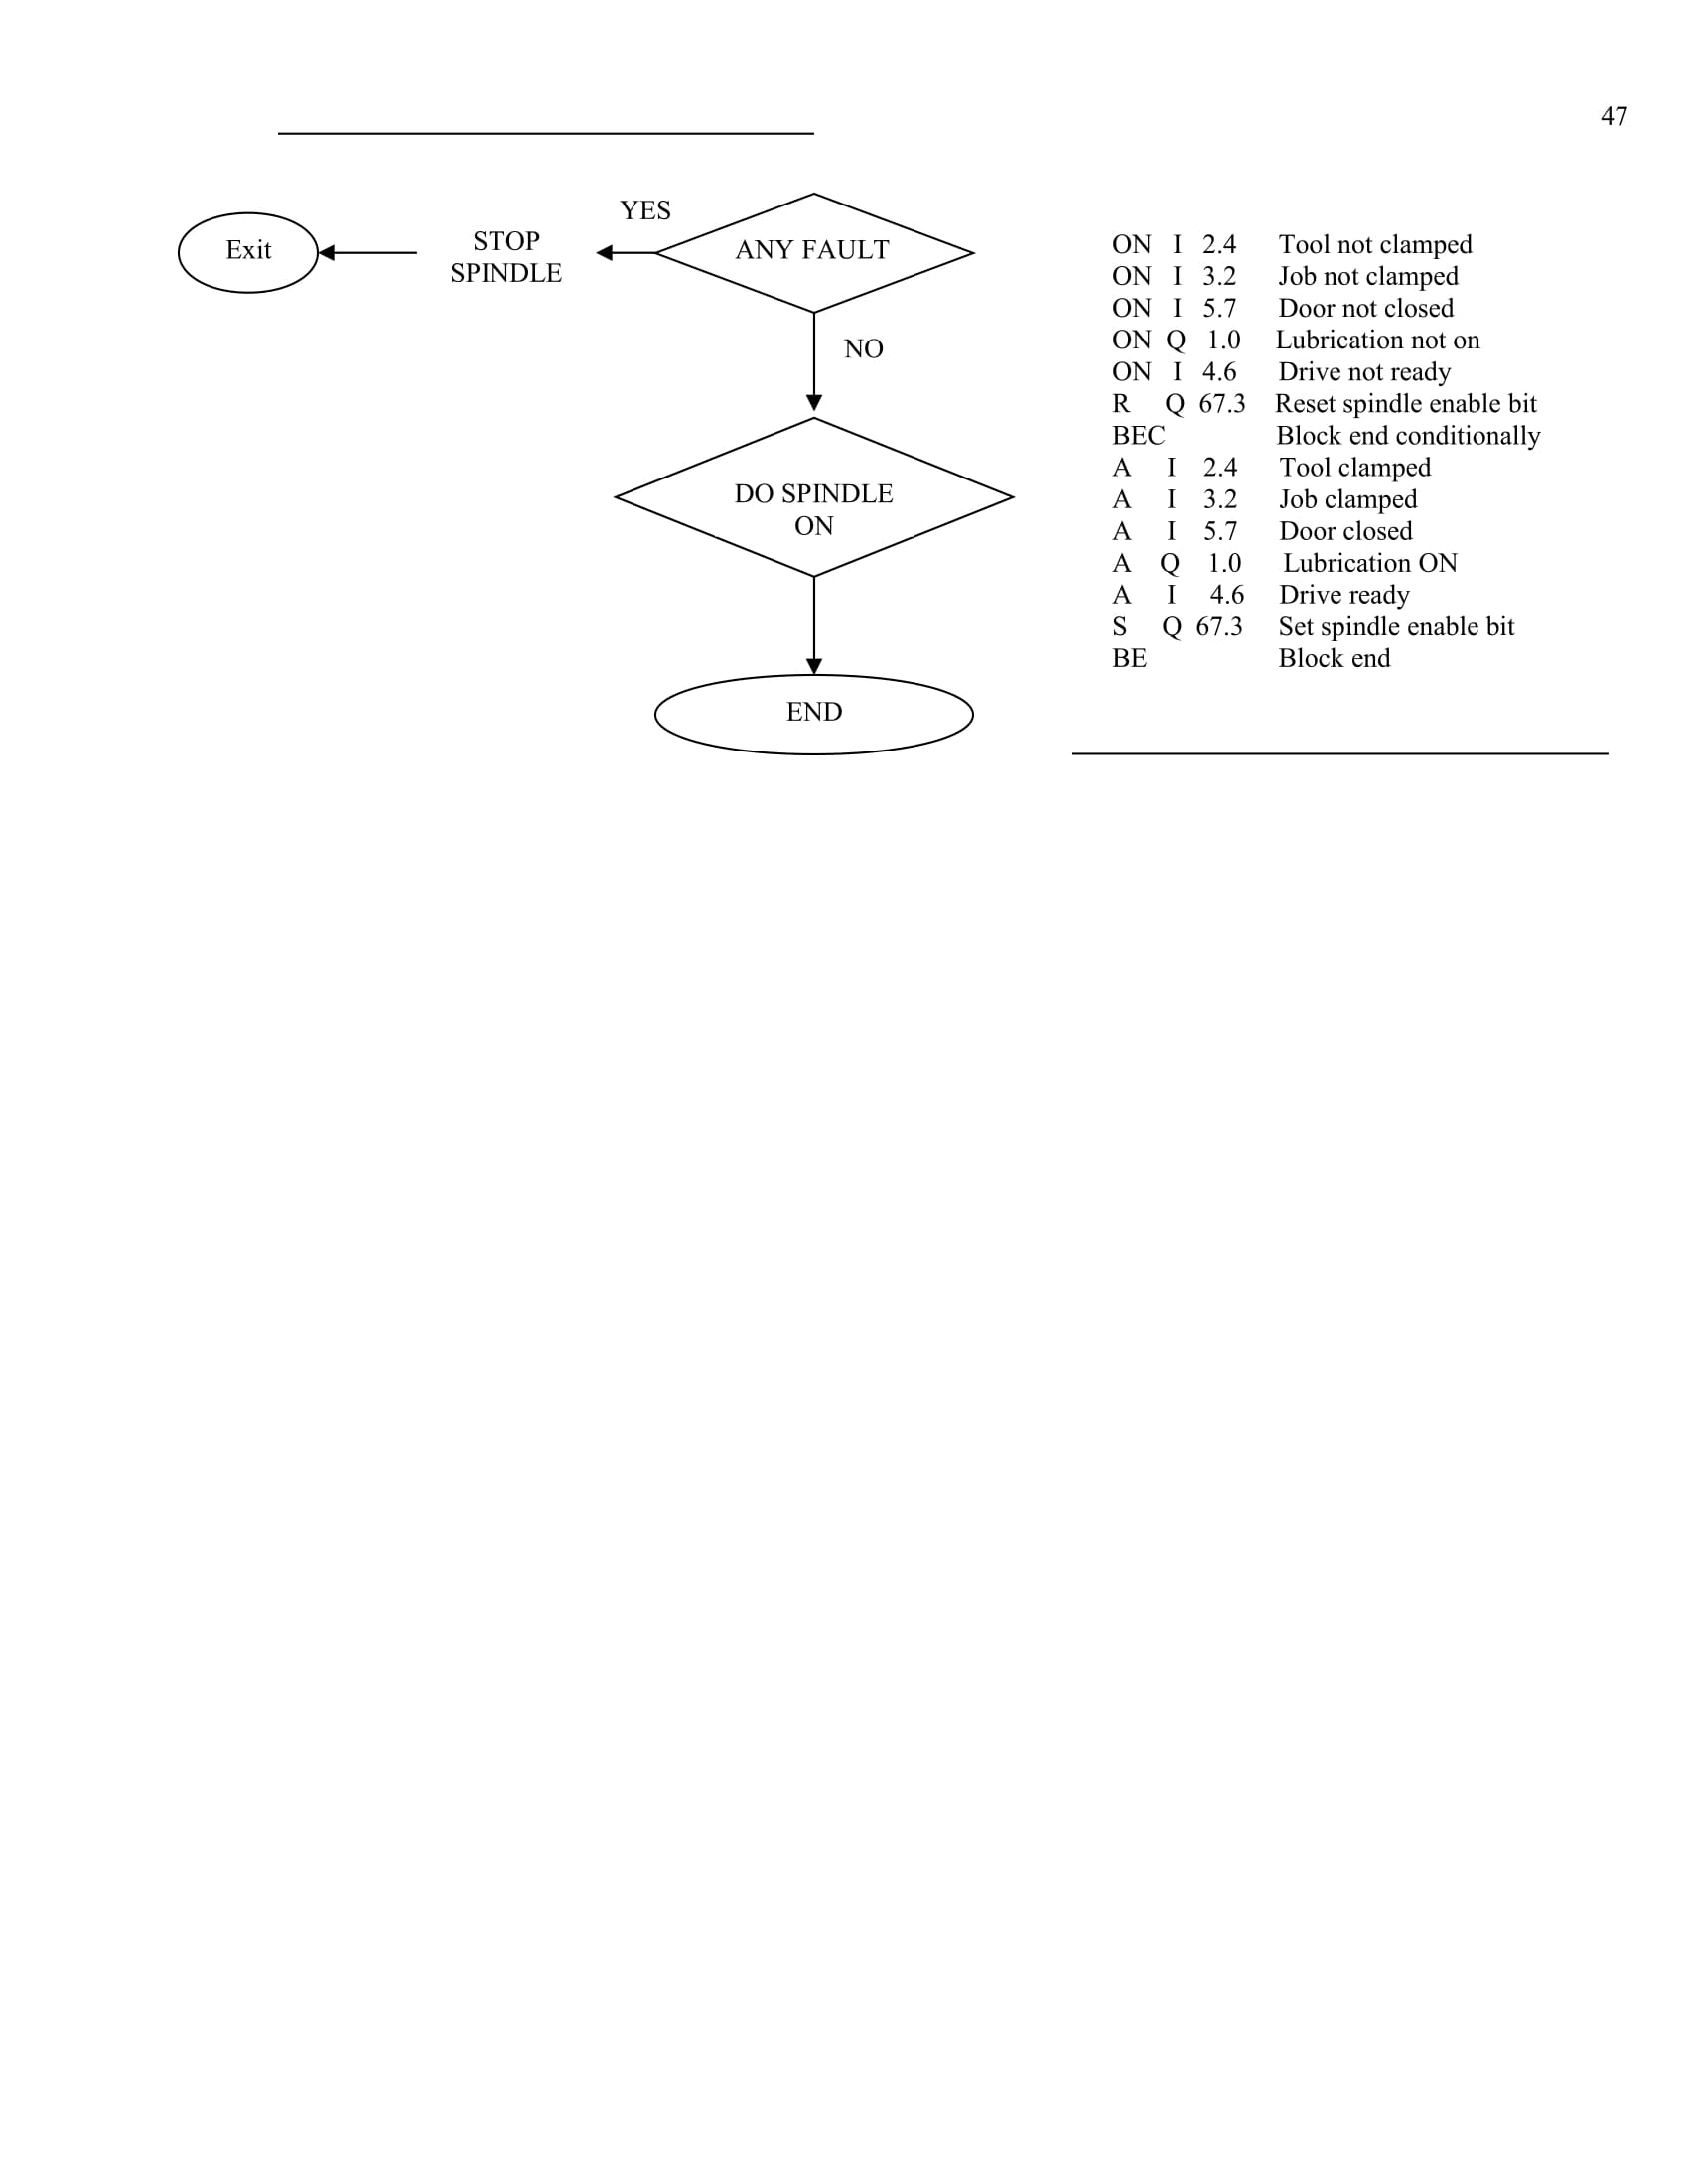 47
YES
Exit
STOP
SPINDLE
ANY FAULT
NO
DO SPINDLE
ON
END
ON I 2.4 Tool not clamped
ON I 3.2 Job not clamped
ON I 5.7 Door not closed
ON Q 1.0 Lubrication not on
ON I 4.6 Drive not ready
R Q 67.3 Reset spindle enable bit
BEC Block end conditionally
A I 2.4 Tool clamped
A I 3.2 Job clamped
A I 5.7 Door closed
A Q 1.0 Lubrication ON
A I 4.6 Drive ready
S Q 67.3 Set spindle enable bit
BE Block end